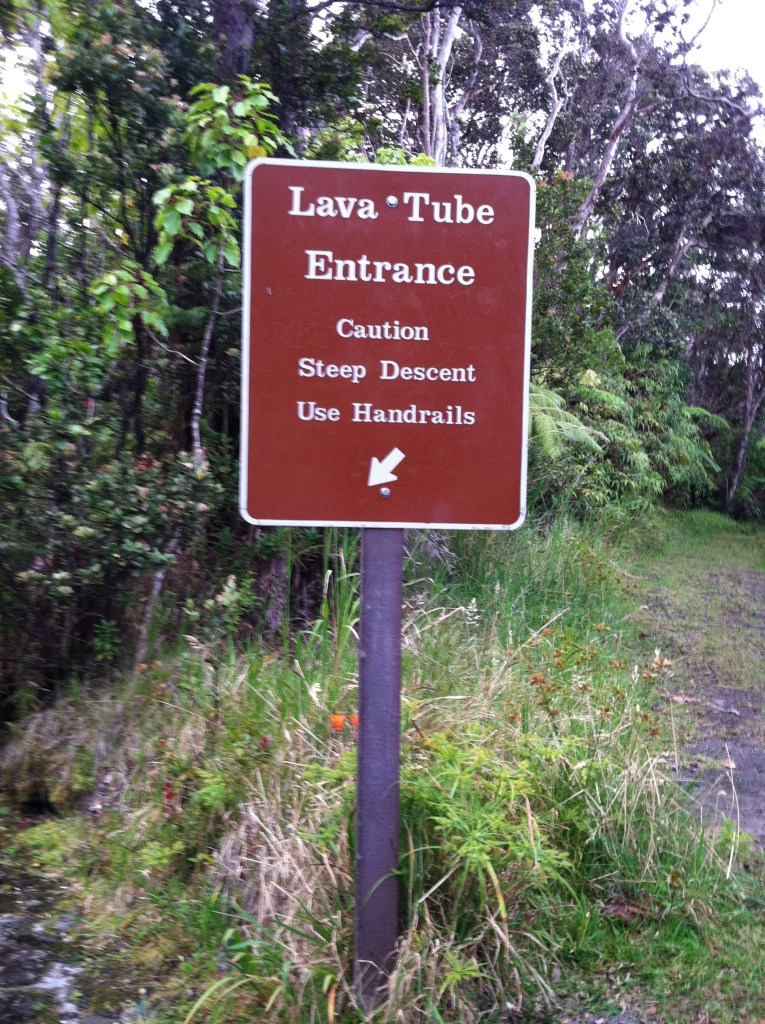 Lava Tube
Entrance
Caution
Steep Descent
Use Handrails